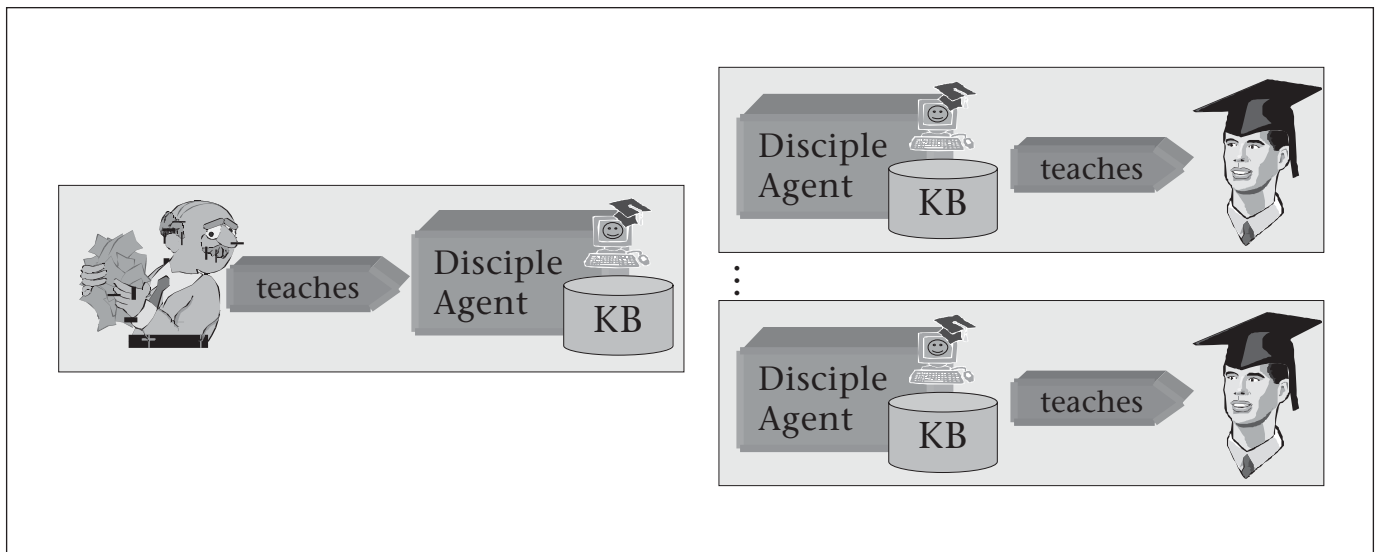 teaches
Disciple
Agent
KB
Disciple
Agent
KB
teaches
Disciple
Agent
KB
teaches